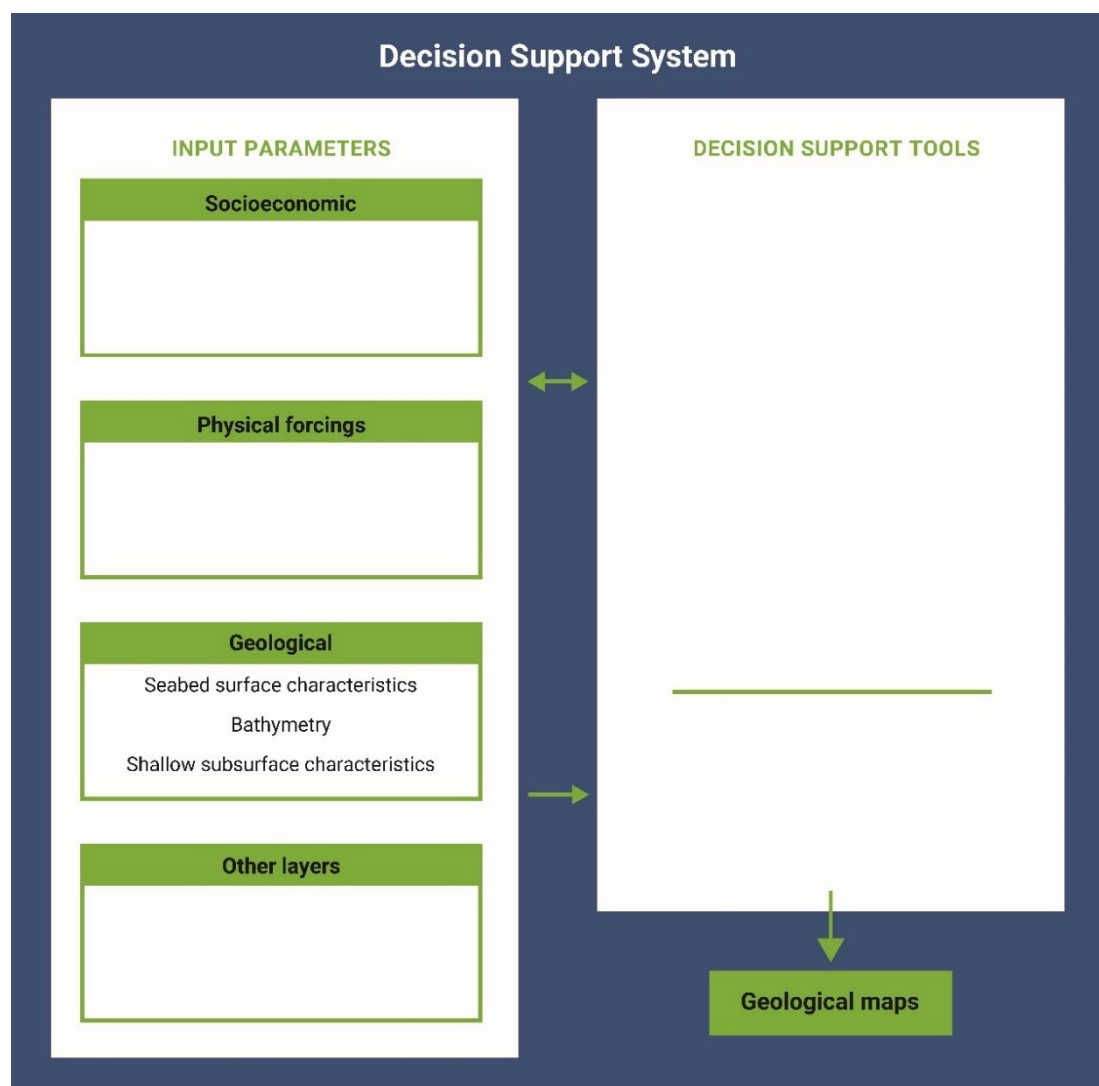 Decision Support System
INPUT PARAMETERS
Socioeconomic
Physical forcings
Geological
Seabed surface characteristics
Bathymetry
Shallow subsurface characteristics
Other layers
DECISION SUPPORT TOOLS
Geological maps